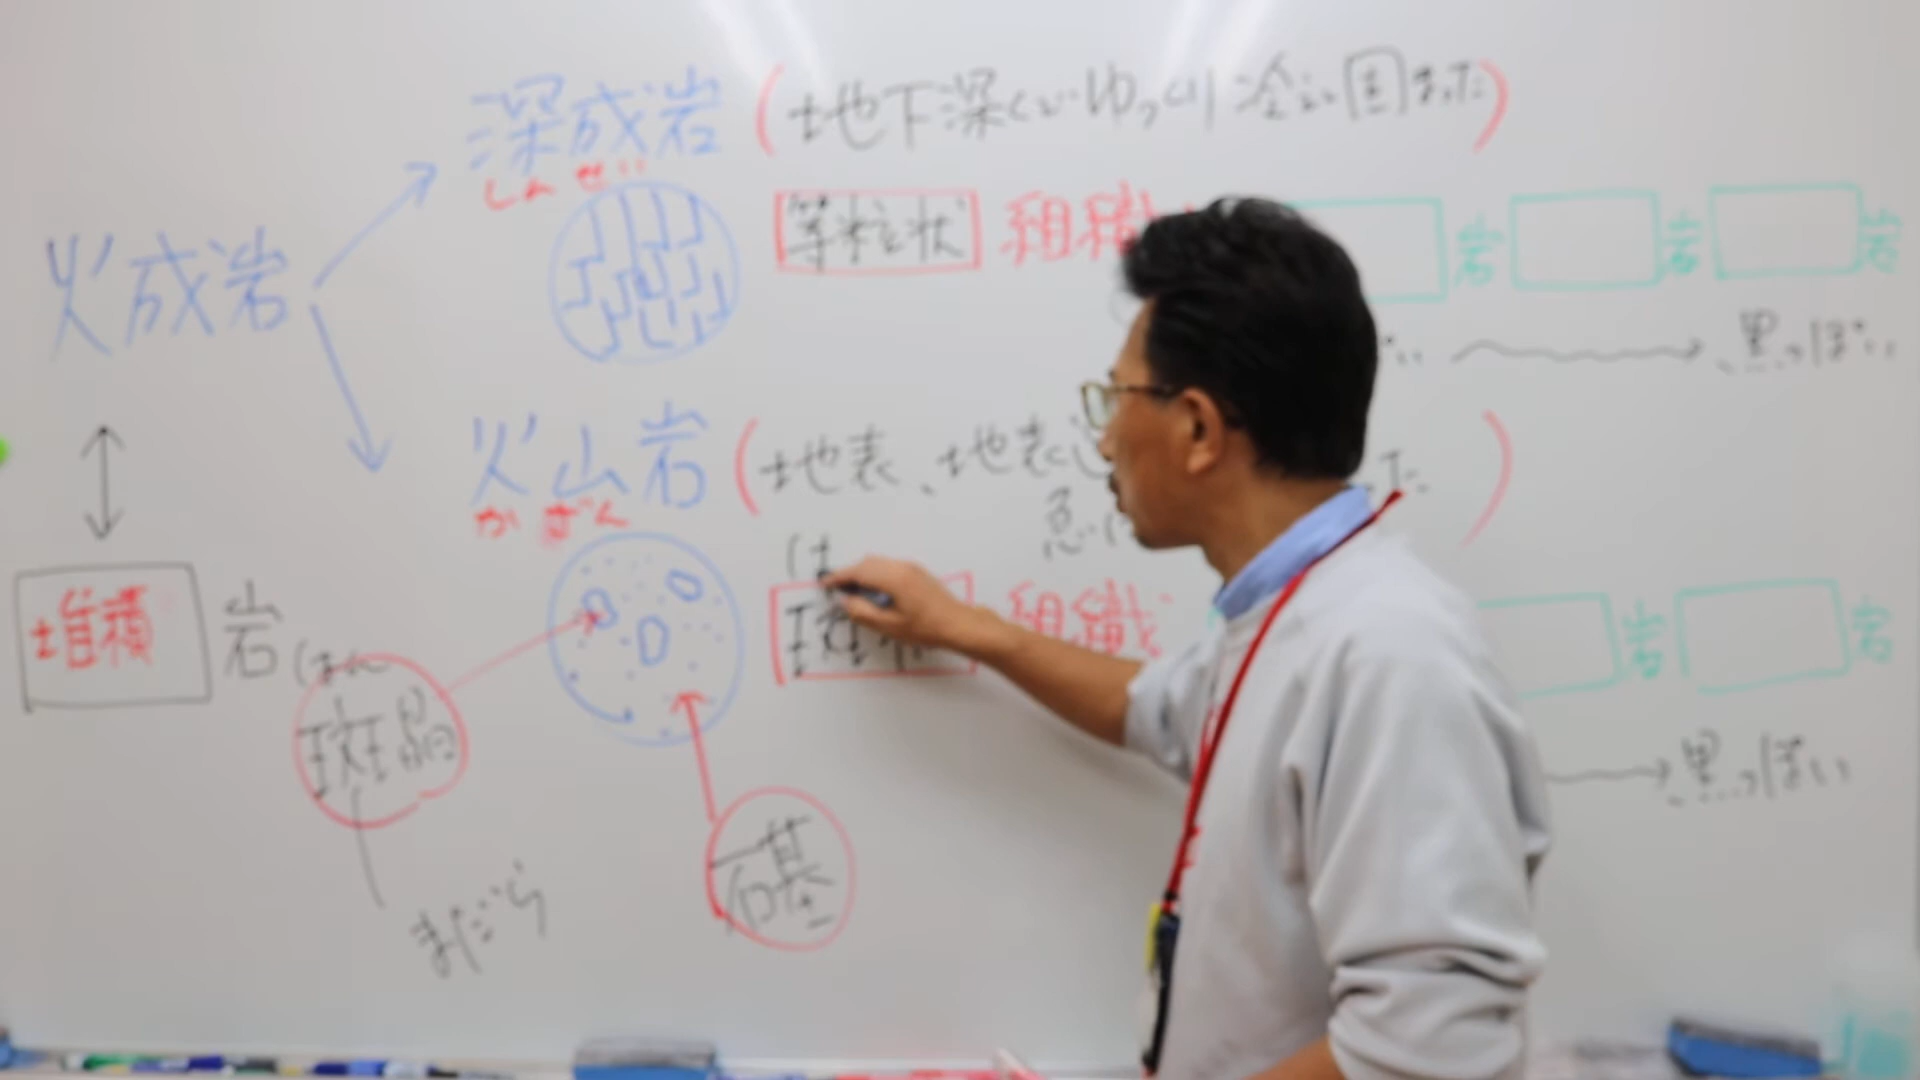 深成岩 (地下深くでゆっくり冷え固まった)
しんせい
等粒状 組織
岩 岩 岩
火成岩
黒っぽい
火山岩 (地表、地表近
かざん
急に
た)
はん
斑状 組織
岩 岩
堆積 岩
はん
斑晶
黒っぽい
石基
まだら